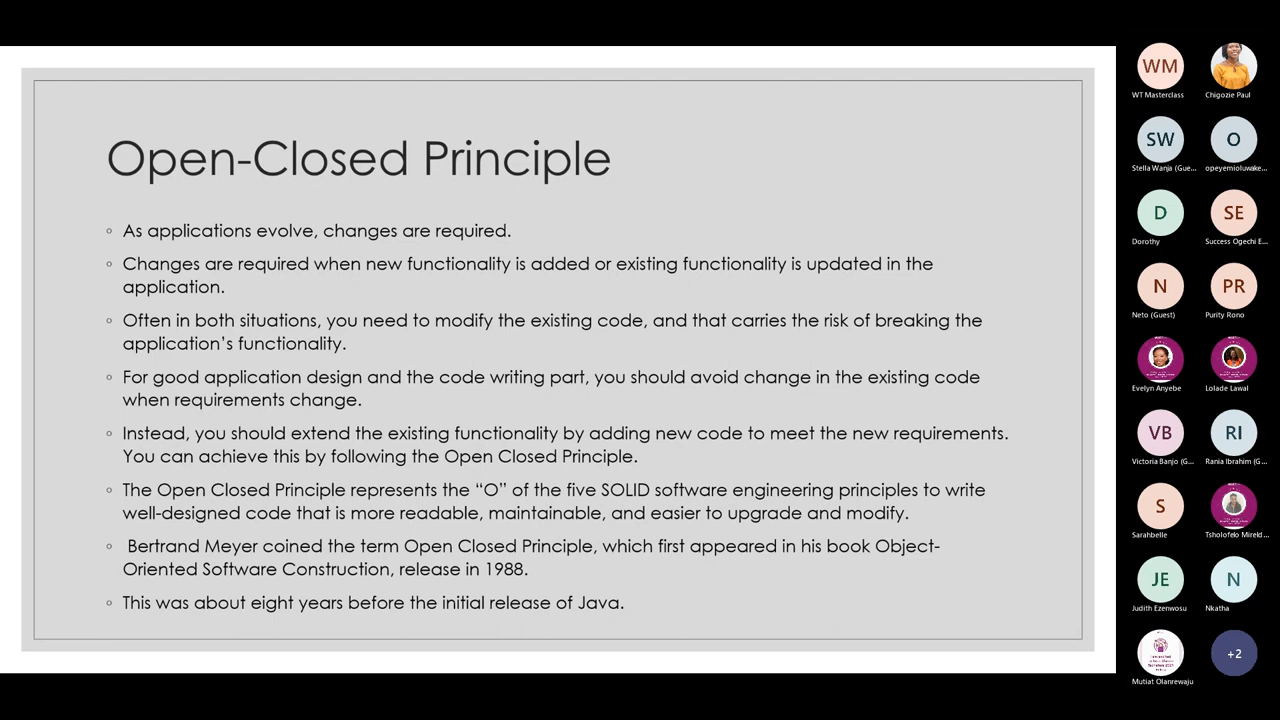 Open-Closed Principle
◦ As applications evolve, changes are required.
◦ Changes are required when new functionality is added or existing functionality is updated in the
application.
◦ Often in both situations, you need to modify the existing code, and that carries the risk of breaking the
application's functionality.
◦ For good application design and the code writing part, you should avoid change in the existing code
when requirements change.
◦ Instead, you should extend the existing functionality by adding new code to meet the new requirements.
You can achieve this by following the Open Closed Principle.
◦ The Open Closed Principle represents the “O” of the five SOLID software engineering principles to write
well-designed code that is more readable, maintainable, and easier to upgrade and modify.
◦ Bertrand Meyer coined the term Open Closed Principle, which first appeared in his book Object-
Oriented Software Construction, release in 1988.
◦ This was about eight years before the initial release of Java.
WM
WT Masterclass
Chigozie Paul
SW
Stella Wanja (Gue...
O
opeyemioluwake...
D
Dorothy
SE
Success Ogechi E...
N
Neto (Guest)
PR
Purity Rono
Evelyn Anyebe
Lolade Lawal
VB
Victoria Banjo (G...
RI
Rania Ibrahim (G...
S
Sarahbelle
Tsholofelo Mireld...
JE
Judith Ezenwosu
N
Nkatha
Mutiat Olanrewaju
+2